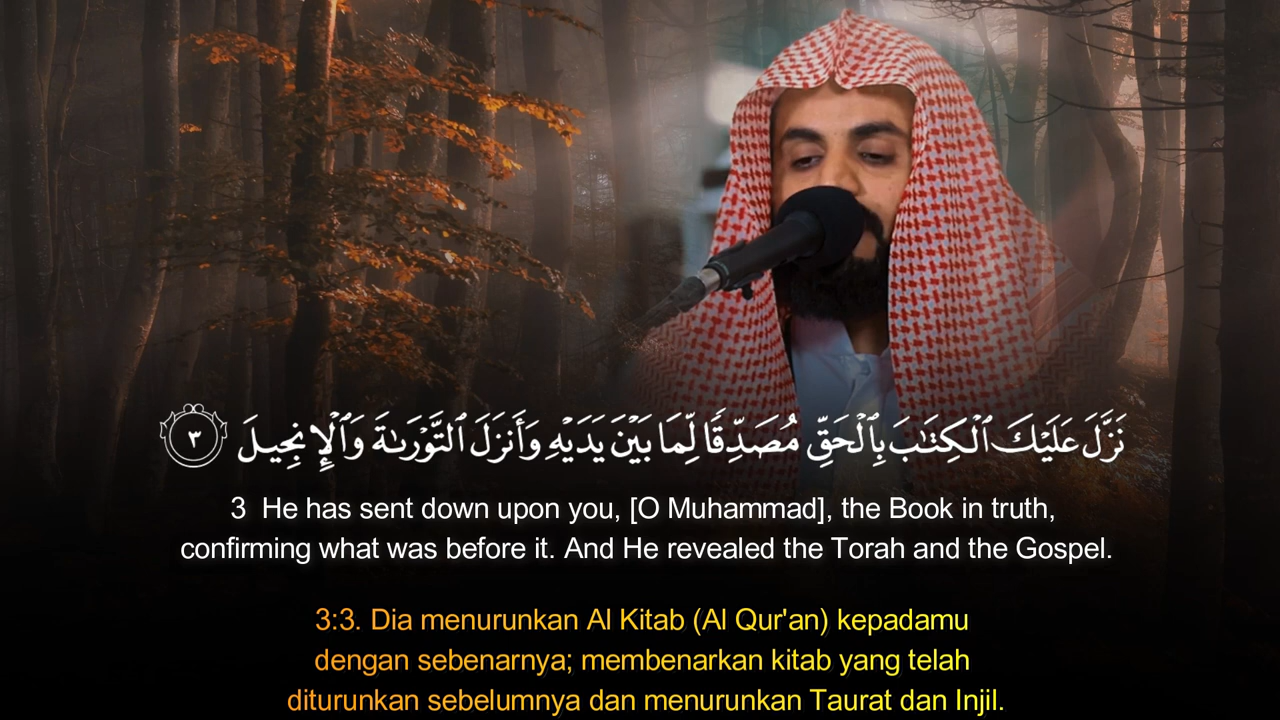 نَزَّلَ عَلَيْكَ ٱلْكِتَـٰبَ بِٱلْحَقِّ مُصَدِّقًا لِّمَا بَيْنَ يَدَيْهِ وَأَنزَلَ ٱلتَّوْرَىٰةَ وَٱلْإِنجِيلَ ٣
3 He has sent down upon you, [O Muhammad], the Book in truth,
confirming what was before it. And He revealed the Torah and the Gospel.
3:3. Dia menurunkan Al Kitab (Al Qur'an) kepadamu
dengan sebenarnya; membenarkan kitab yang telah
diturunkan sebelumnya dan menurunkan Taurat dan Injil.